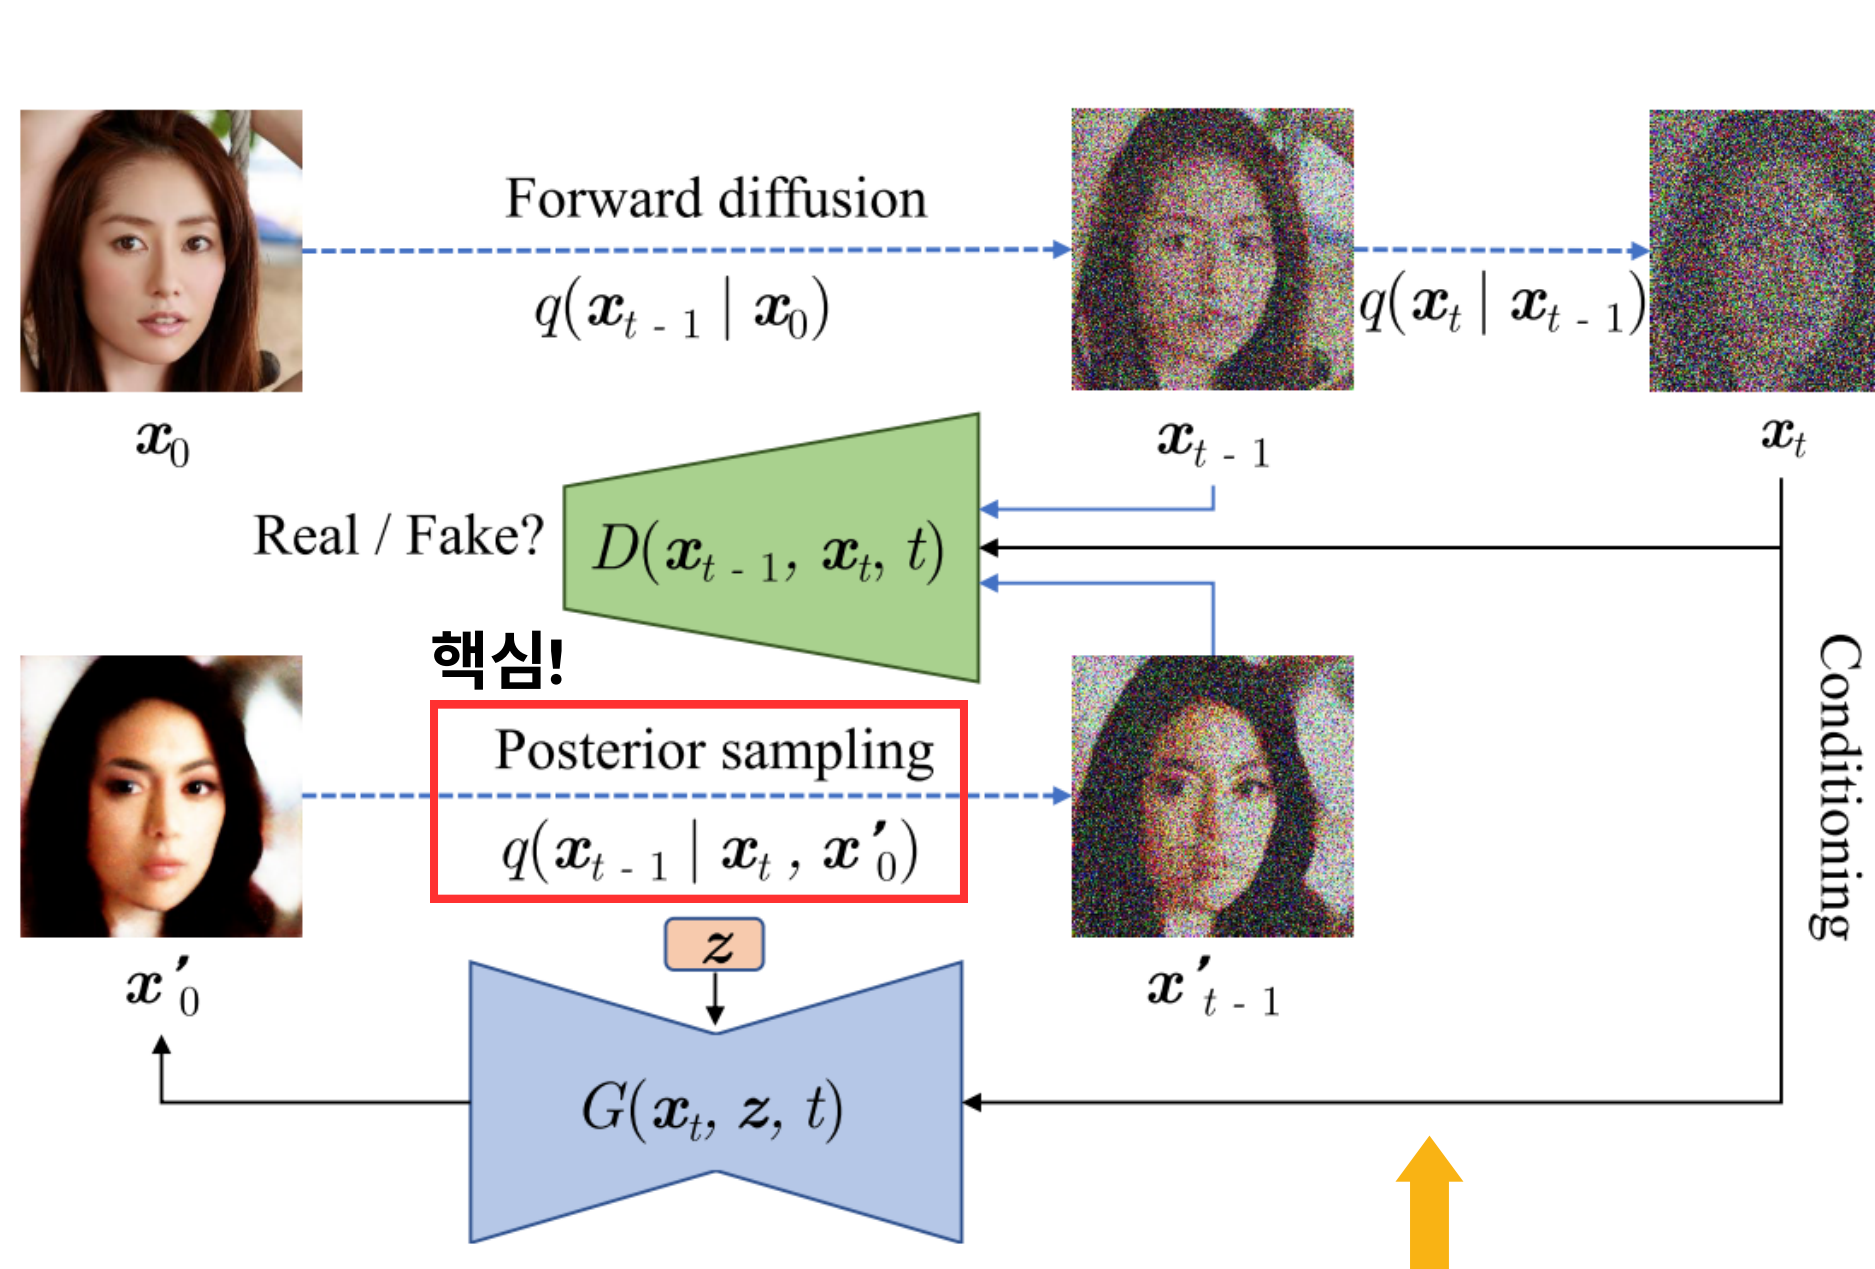 Forward diffusion
q(x_{t - 1} | x_0)
q(x_t | x_{t - 1})
x_0
x_{t - 1}
x_t
Real / Fake?
D(x_{t - 1}, x_t, t)
핵심!
Posterior sampling
q(x_{t - 1} | x_t , x'_0)
Conditioning
z
x'_0
x'_{t - 1}
G(x_t, z, t)